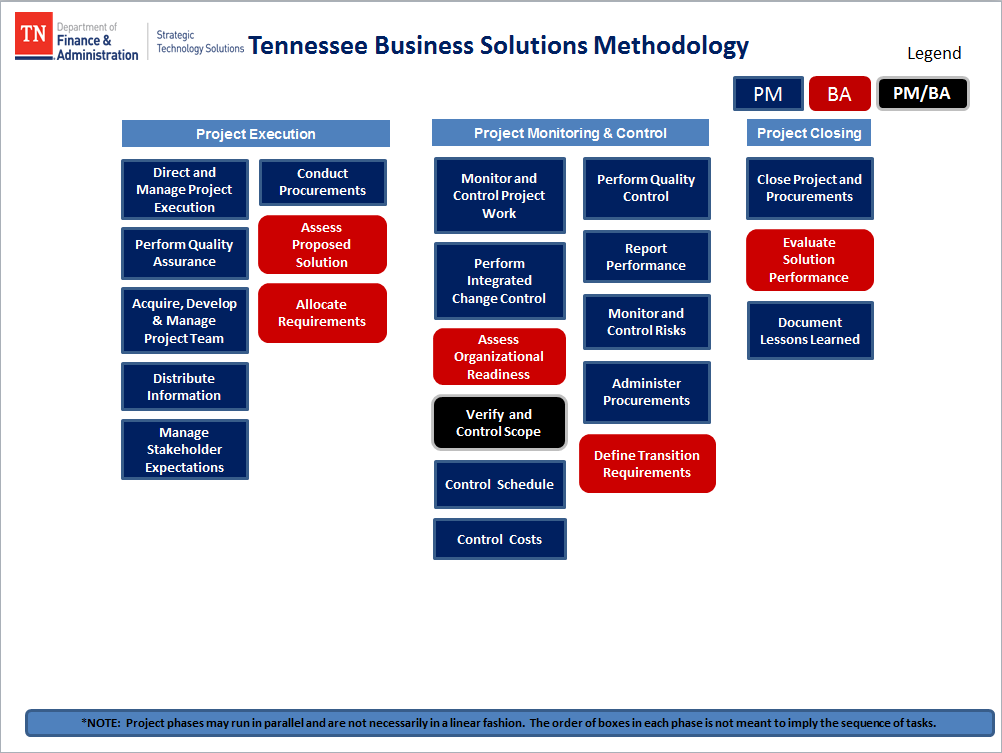 TN
Department of
Finance &
Administration
Strategic
Technology Solutions
Tennessee Business Solutions Methodology
Legend
PM
BA
PM/BA
Project Execution
Direct and
Manage Project
Execution
Perform Quality
Assurance
Acquire, Develop
& Manage
Project Team
Distribute
Information
Manage
Stakeholder
Expectations
Conduct
Procurements
Assess
Proposed
Solution
Allocate
Requirements
Project Monitoring & Control
Monitor and
Control Project
Work
Perform
Integrated
Change Control
Assess
Organizational
Readiness
Verify and
Control Scope
Control Schedule
Control Costs
Perform Quality
Control
Report
Performance
Monitor and
Control Risks
Administer
Procurements
Define Transition
Requirements
Project Closing
Close Project and
Procurements
Evaluate
Solution
Performance
Document
Lessons Learned
*NOTE: Project phases may run in parallel and are not necessarily in a linear fashion. The order of boxes in each phase is not meant to imply the sequence of tasks.